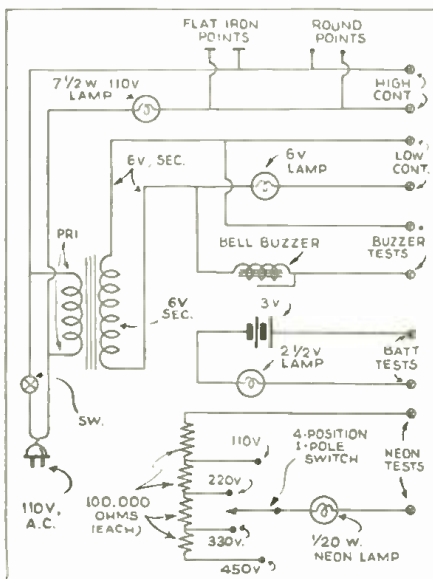 FLAT IRON
POINTS
ROUND
POINTS
7 1/2 W 110V
LAMP
HIGH
CONT.
6V. SEC.
6V
LAMP
LOW
CONT.
PRI
BELL BUZZER
BUZZER
TESTS
6V
SEC.
3V
2 1/2V
LAMP
BATT
TESTS
SW.
110V
4-POSITION
1-POLE
SWITCH
NEON
TESTS
220V
100,000
OHMS
(EACH)
110V,
A.C.
330V.
1/20 W.
NEON LAMP
450V